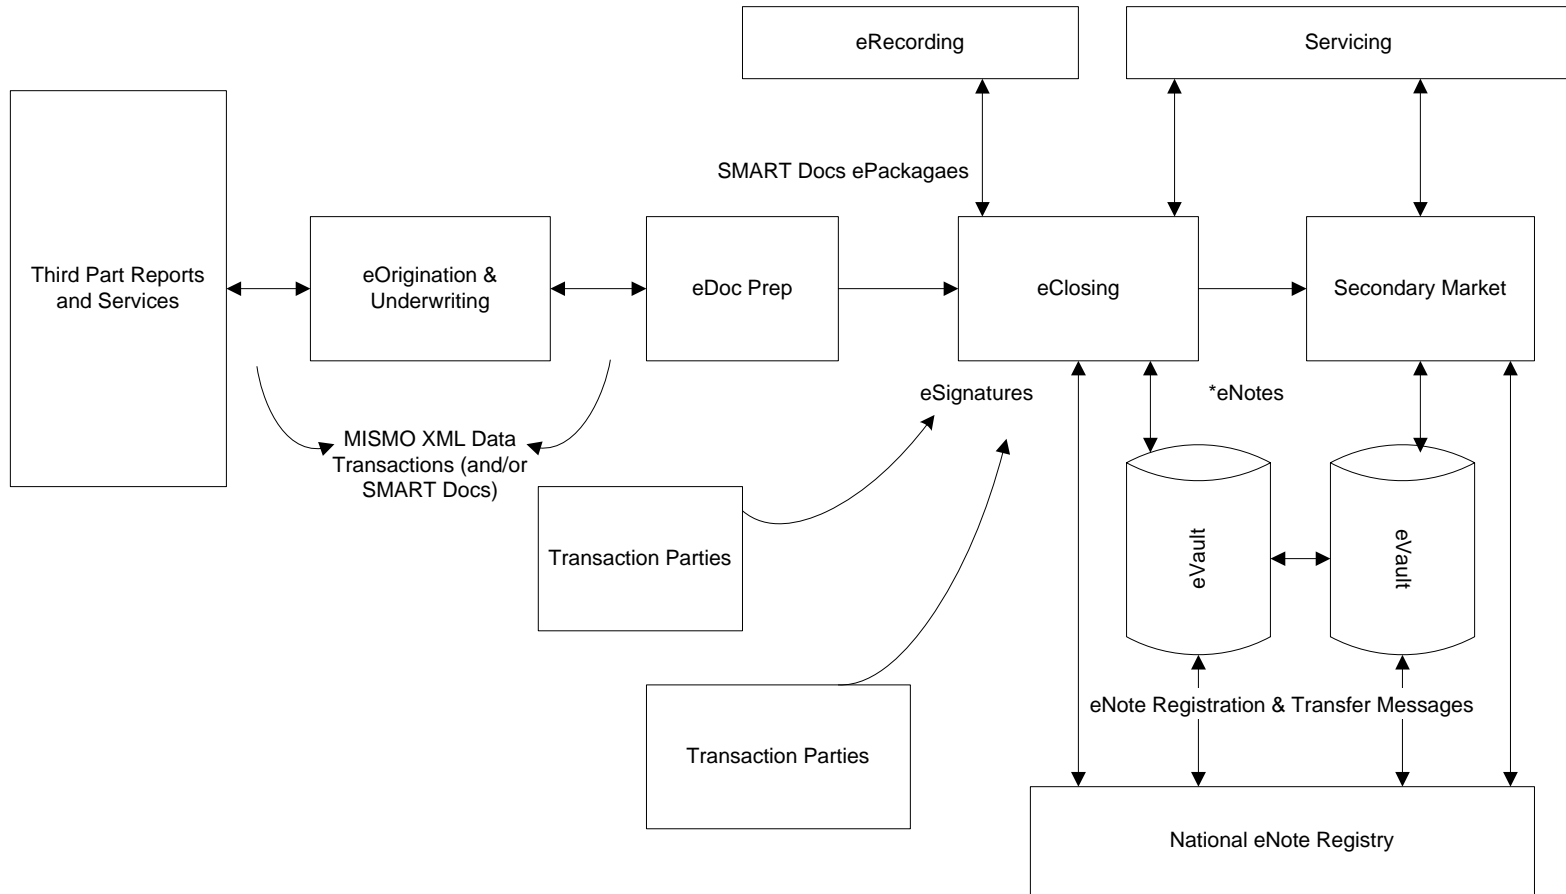 eRecording
Servicing
SMART Docs ePackagaes
Third Part Reports
and Services
eOrigination &
Underwriting
eDoc Prep
eClosing
Secondary Market
eSignatures
*eNotes
MISMO XML Data
Transactions (and/or
SMART Docs)
Transaction Parties
eVault
eVault
Transaction Parties
eNote Registration & Transfer Messages
National eNote Registry